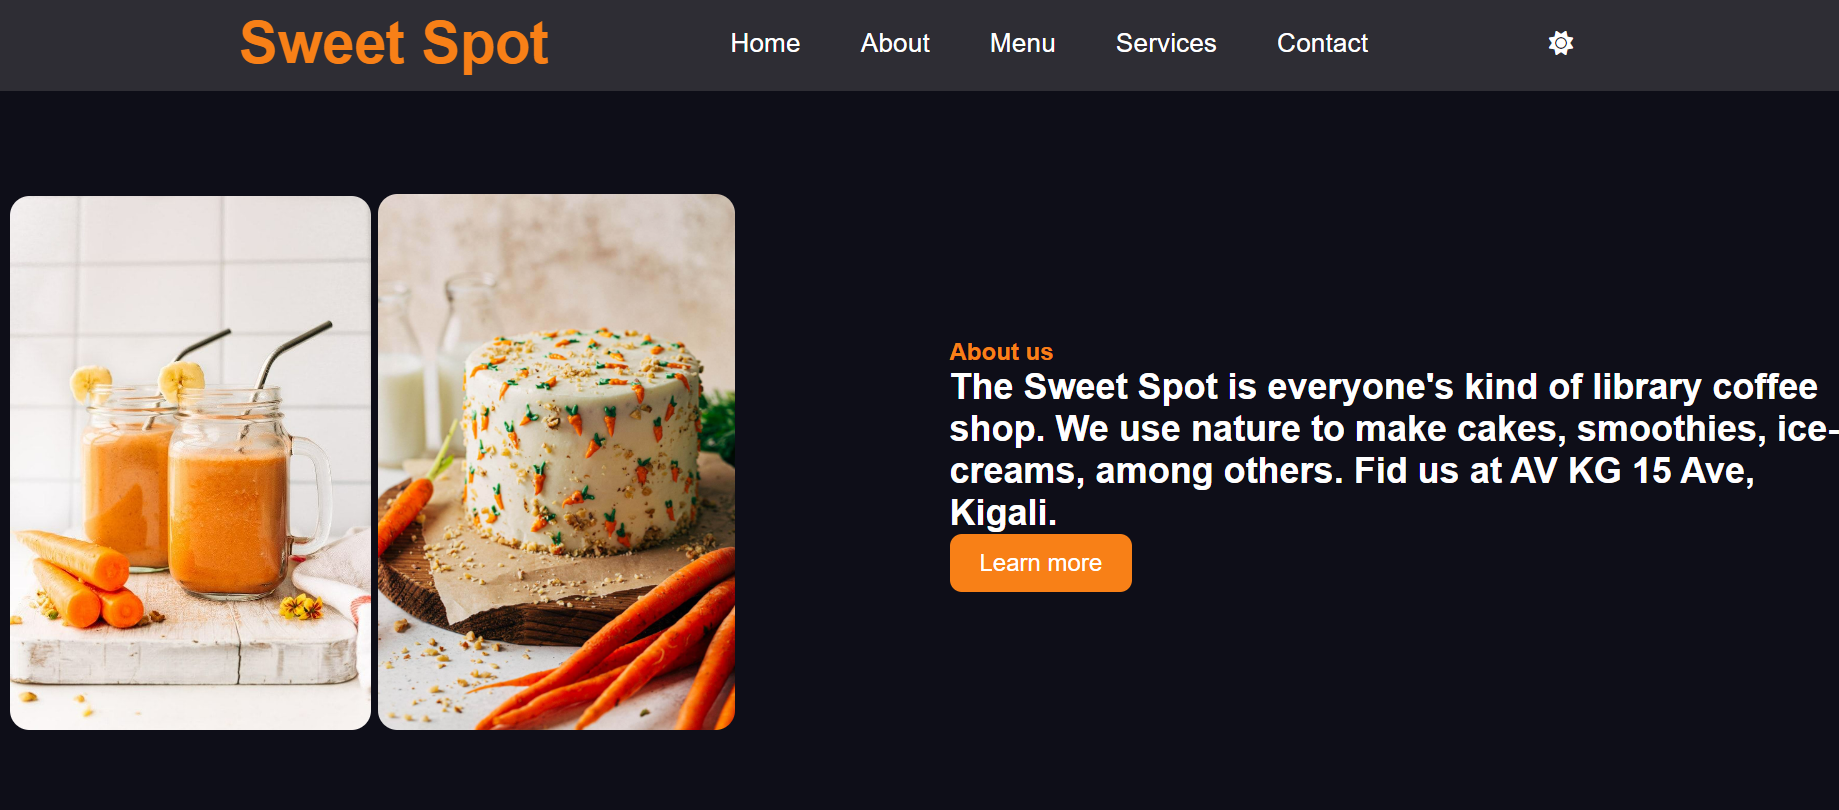 Sweet Spot
Home About Menu Services Contact
About us
The Sweet Spot is everyone's kind of library coffee
shop. We use nature to make cakes, smoothies, ice-
creams, among others. Fid us at AV KG 15 Ave,
Kigali.
Learn more